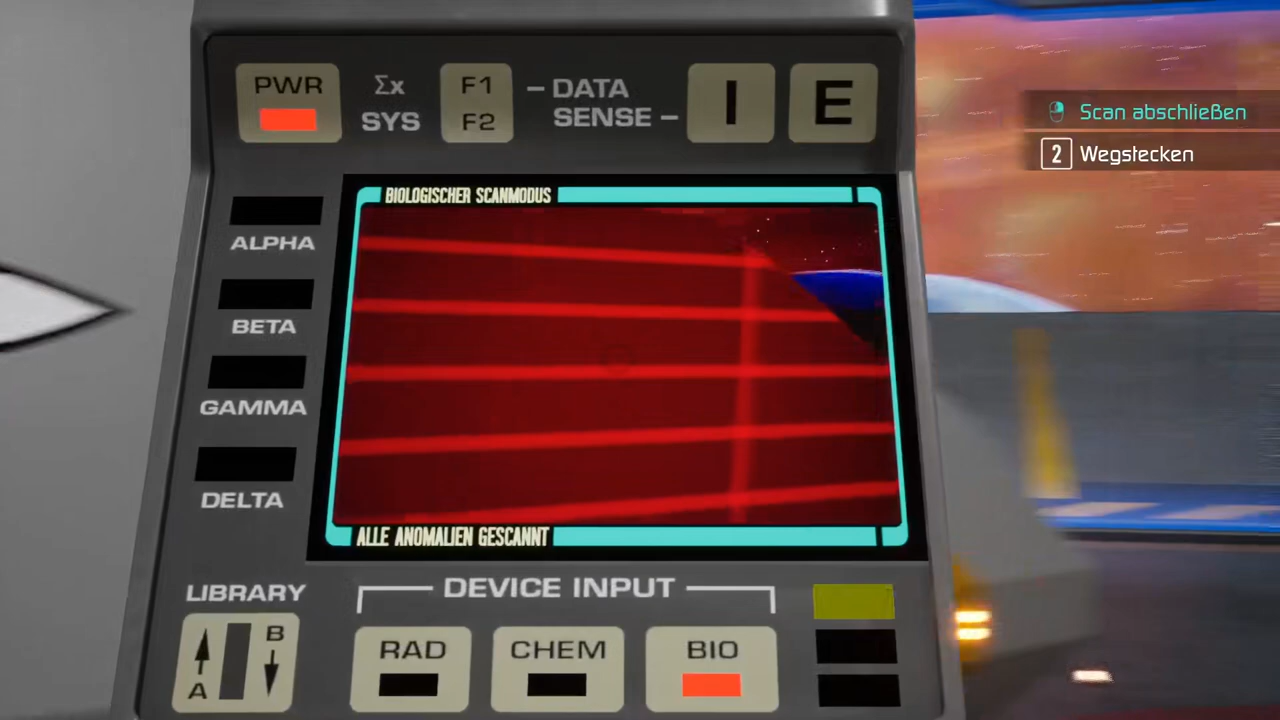 PWR
Σx
SYS
F1
F2
– DATA
SENSE –
I
E
Scan abschließen
2 Wegstecken
BIOLOGISCHER SCANMODUS
ALPHA
BETA
GAMMA
DELTA
ALLE ANOMALIEN GESCANNT
LIBRARY
DEVICE INPUT
B
A
RAD
CHEM
BIO